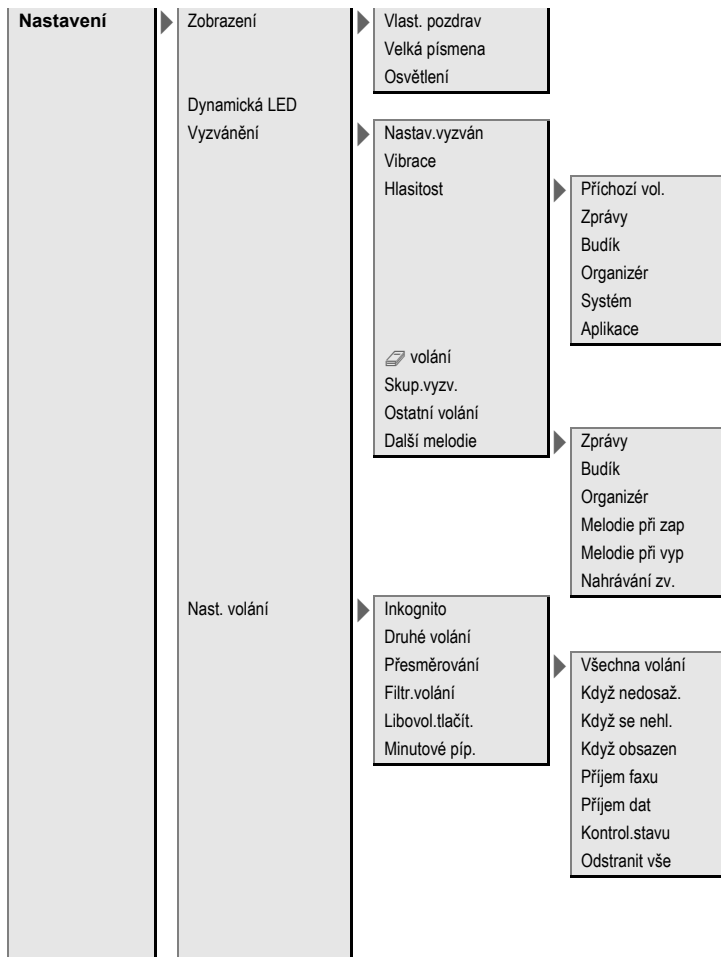 Nastavení
Zobrazení
Vlast. pozdrav
Velká písmena
Osvětlení
Dynamická LED
Vyzvánění
Nastav.vyzván
Vibrace
Hlasitost
Příchozí vol.
Zprávy
Budík
Organizér
Systém
Aplikace
volání
Skup.vyzv.
Ostatní volání
Další melodie
Zprávy
Budík
Organizér
Melodie při zap
Melodie při vyp
Nahrávání zv.
Nast. volání
Inkognito
Druhé volání
Přesměrování
Všechna volání
Když nedosaž.
Když se nehl.
Když obsazen
Příjem faxu
Příjem dat
Kontrol.stavu
Odstranit vše
Filtr.volání
Libovol.tlačít.
Minutové píp.